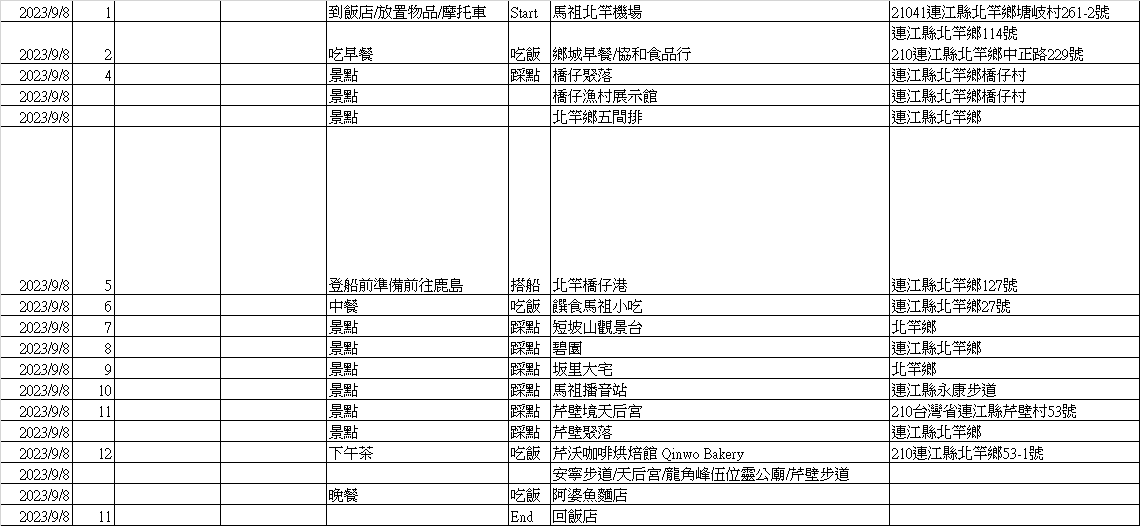 2023/9/8 1 到飯店/放置物品/摩托車 Start 馬祖北竿機場 21041連江縣北竿鄉塘岐村261-2號
連江縣北竿鄉114號
2023/9/8 2 吃早餐 吃飯 鄉城早餐/協和食品行 210連江縣北竿鄉中正路229號
2023/9/8 4 景點 踩點 橋仔聚落 連江縣北竿鄉橋仔村
2023/9/8 景點 橋仔漁村展示館 連江縣北竿鄉橋仔村
2023/9/8 景點 北竿鄉五間排 連江縣北竿鄉
2023/9/8 5 登船前準備前往鹿島 搭船 北竿橋仔港 連江縣北竿鄉127號
2023/9/8 6 中餐 吃飯 饌食馬祖小吃 連江縣北竿鄉27號
2023/9/8 7 景點 踩點 短坡山觀景台 北竿鄉
2023/9/8 8 景點 踩點 碧園 連江縣北竿鄉
2023/9/8 9 景點 踩點 坂里大宅 北竿鄉
2023/9/8 10 景點 踩點 馬祖播音站 連江縣永康步道
2023/9/8 11 景點 踩點 芹壁境天后宮 210台灣省連江縣芹壁村53號
2023/9/8 景點 踩點 芹壁聚落 連江縣北竿鄉
2023/9/8 12 下午茶 吃飯 芹沃咖啡烘焙館 Qinwo Bakery 210連江縣北竿鄉53-1號
2023/9/8 安寧步道/天后宮/龍角峰伍位靈公廟/芹壁步道
2023/9/8 晚餐 吃飯 阿婆魚麵店
2023/9/8 11 End 回飯店